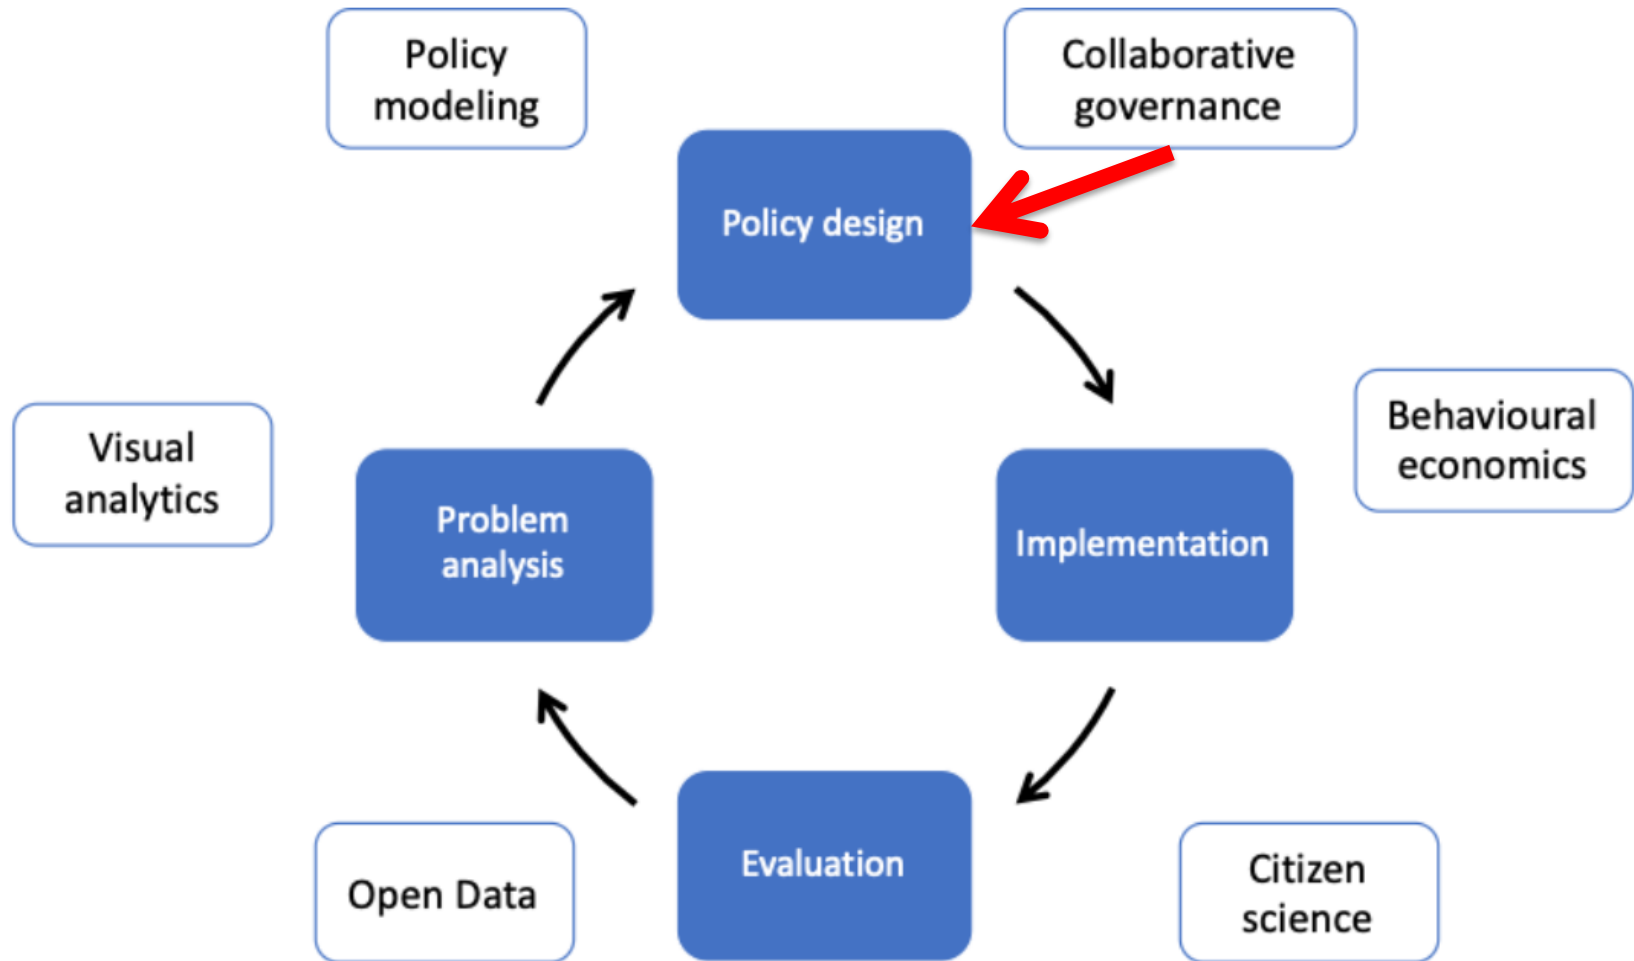 Policy
modeling
Collaborative
governance
Policy design
Visual
analytics
Problem
analysis
Implementation
Behavioural
economics
Open Data
Evaluation
Citizen
science